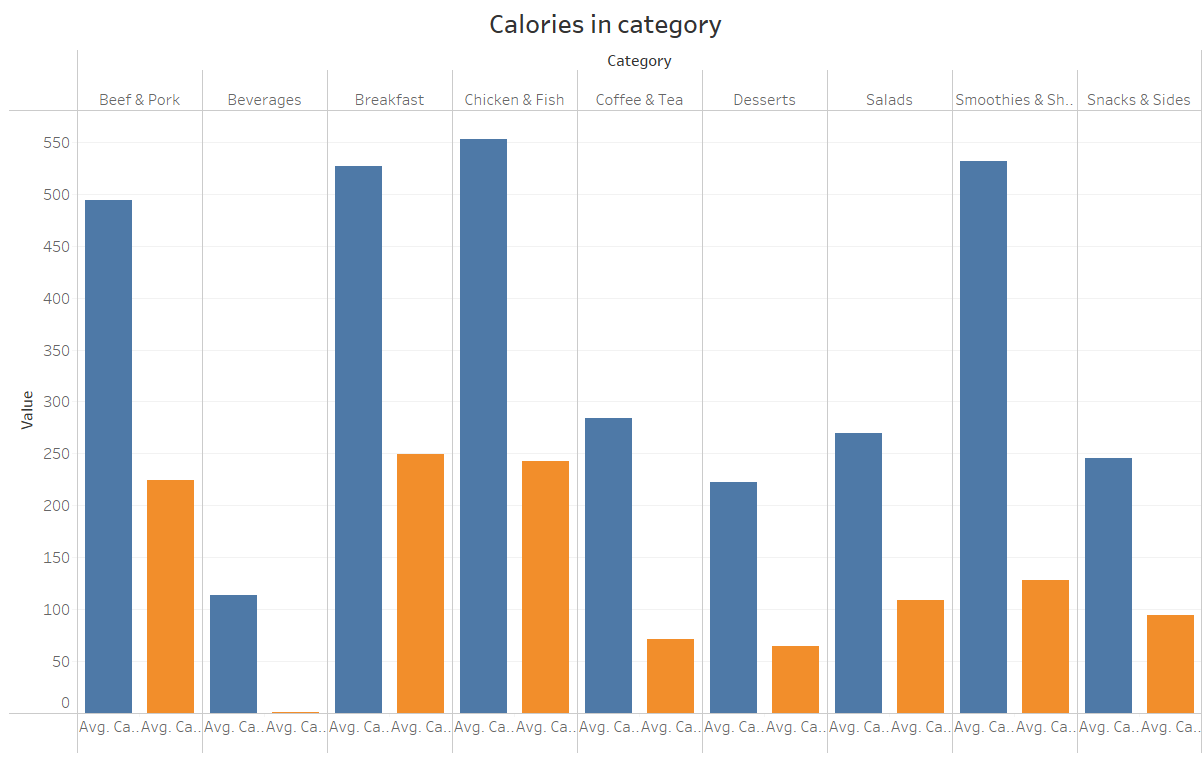 Calories in category
Category
Beef & Pork Beverages Breakfast Chicken & Fish Coffee & Tea Desserts Salads Smoothies & Sh.. Snacks & Sides
550
500
450
400
350
300
250
200
150
100
50
0
Value
Avg. Ca.. Avg. Ca.. Avg. Ca.. Avg. Ca.. Avg. Ca.. Avg. Ca.. Avg. Ca.. Avg. Ca.. Avg. Ca.. Avg. Ca.. Avg. Ca.. Avg. Ca.. Avg. Ca.. Avg. Ca.. Avg. Ca.. Avg. Ca.. Avg. Ca.. Avg. Ca..